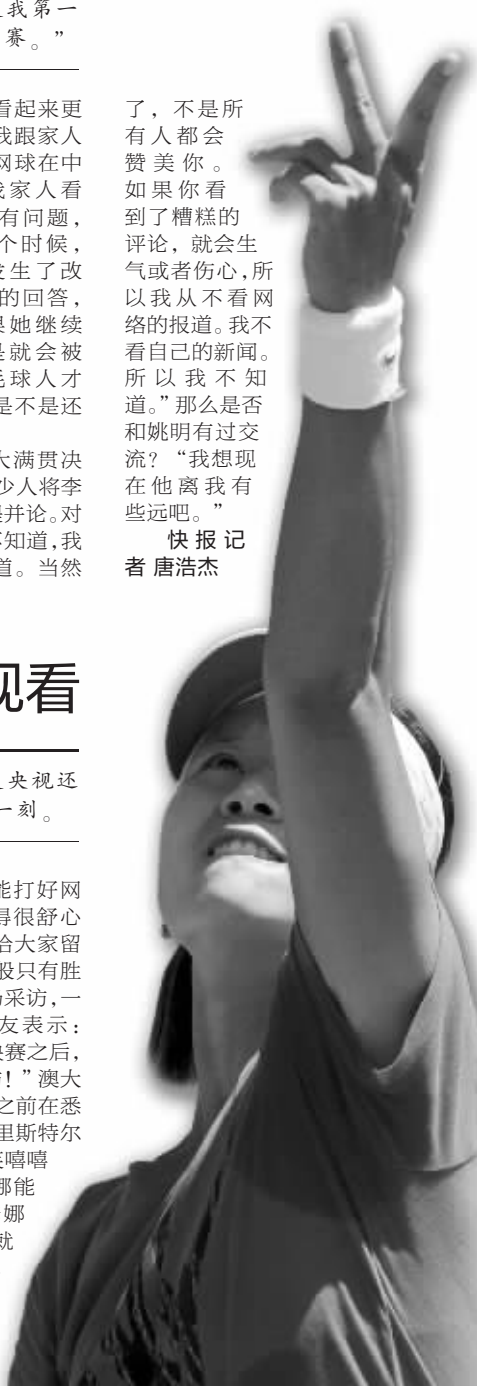 我第一
赛。”
看起来更
我跟家人
网球在中
我家人看
有问题，
个时候，
发生了改
的回答，
果她继续
是就会被
毛球人才
是不是还
大满贯决
少人将李
提并论。对
不知道，我
道。当然
了，不是所
有人都会
赞美你。
如果你看
到了糟糕的
评论，就会生
气或者伤心，所
以我从不看网
络的报道。我不
看自己的新闻。
所以我不知
道。”那么是否
和姚明有过交
流？“我想现
在他离我有
些远吧。”
快报记
者 唐浩杰
观看
央视还
一刻。
能打好网
得很舒心
给大家留
般只有胜
场采访，一
友表示：
决赛之后，
！”澳大
之前在悉
里斯特尔
笑嘻嘻
娜能
娜
就